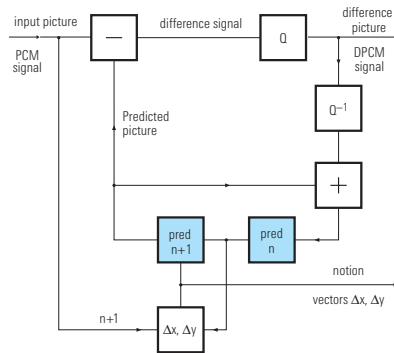 input picture
difference signal
difference
picture
PCM
signal
−
Q
DPCM
signal
Q−1
Predicted
picture
+
pred
n+1
pred
n
notion
vectors Δx, Δy
n+1
Δx, Δy